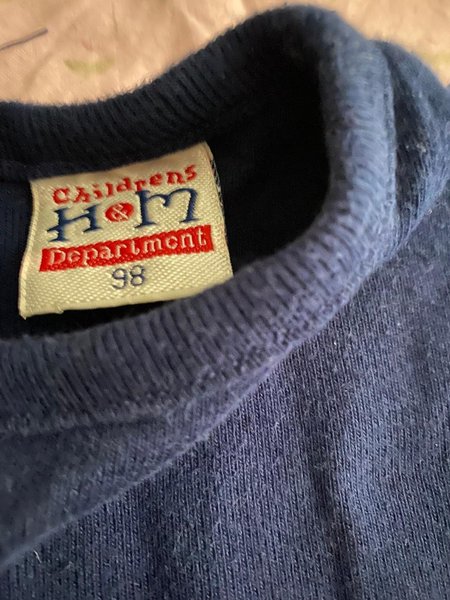 Childrens
H&M
Department
98